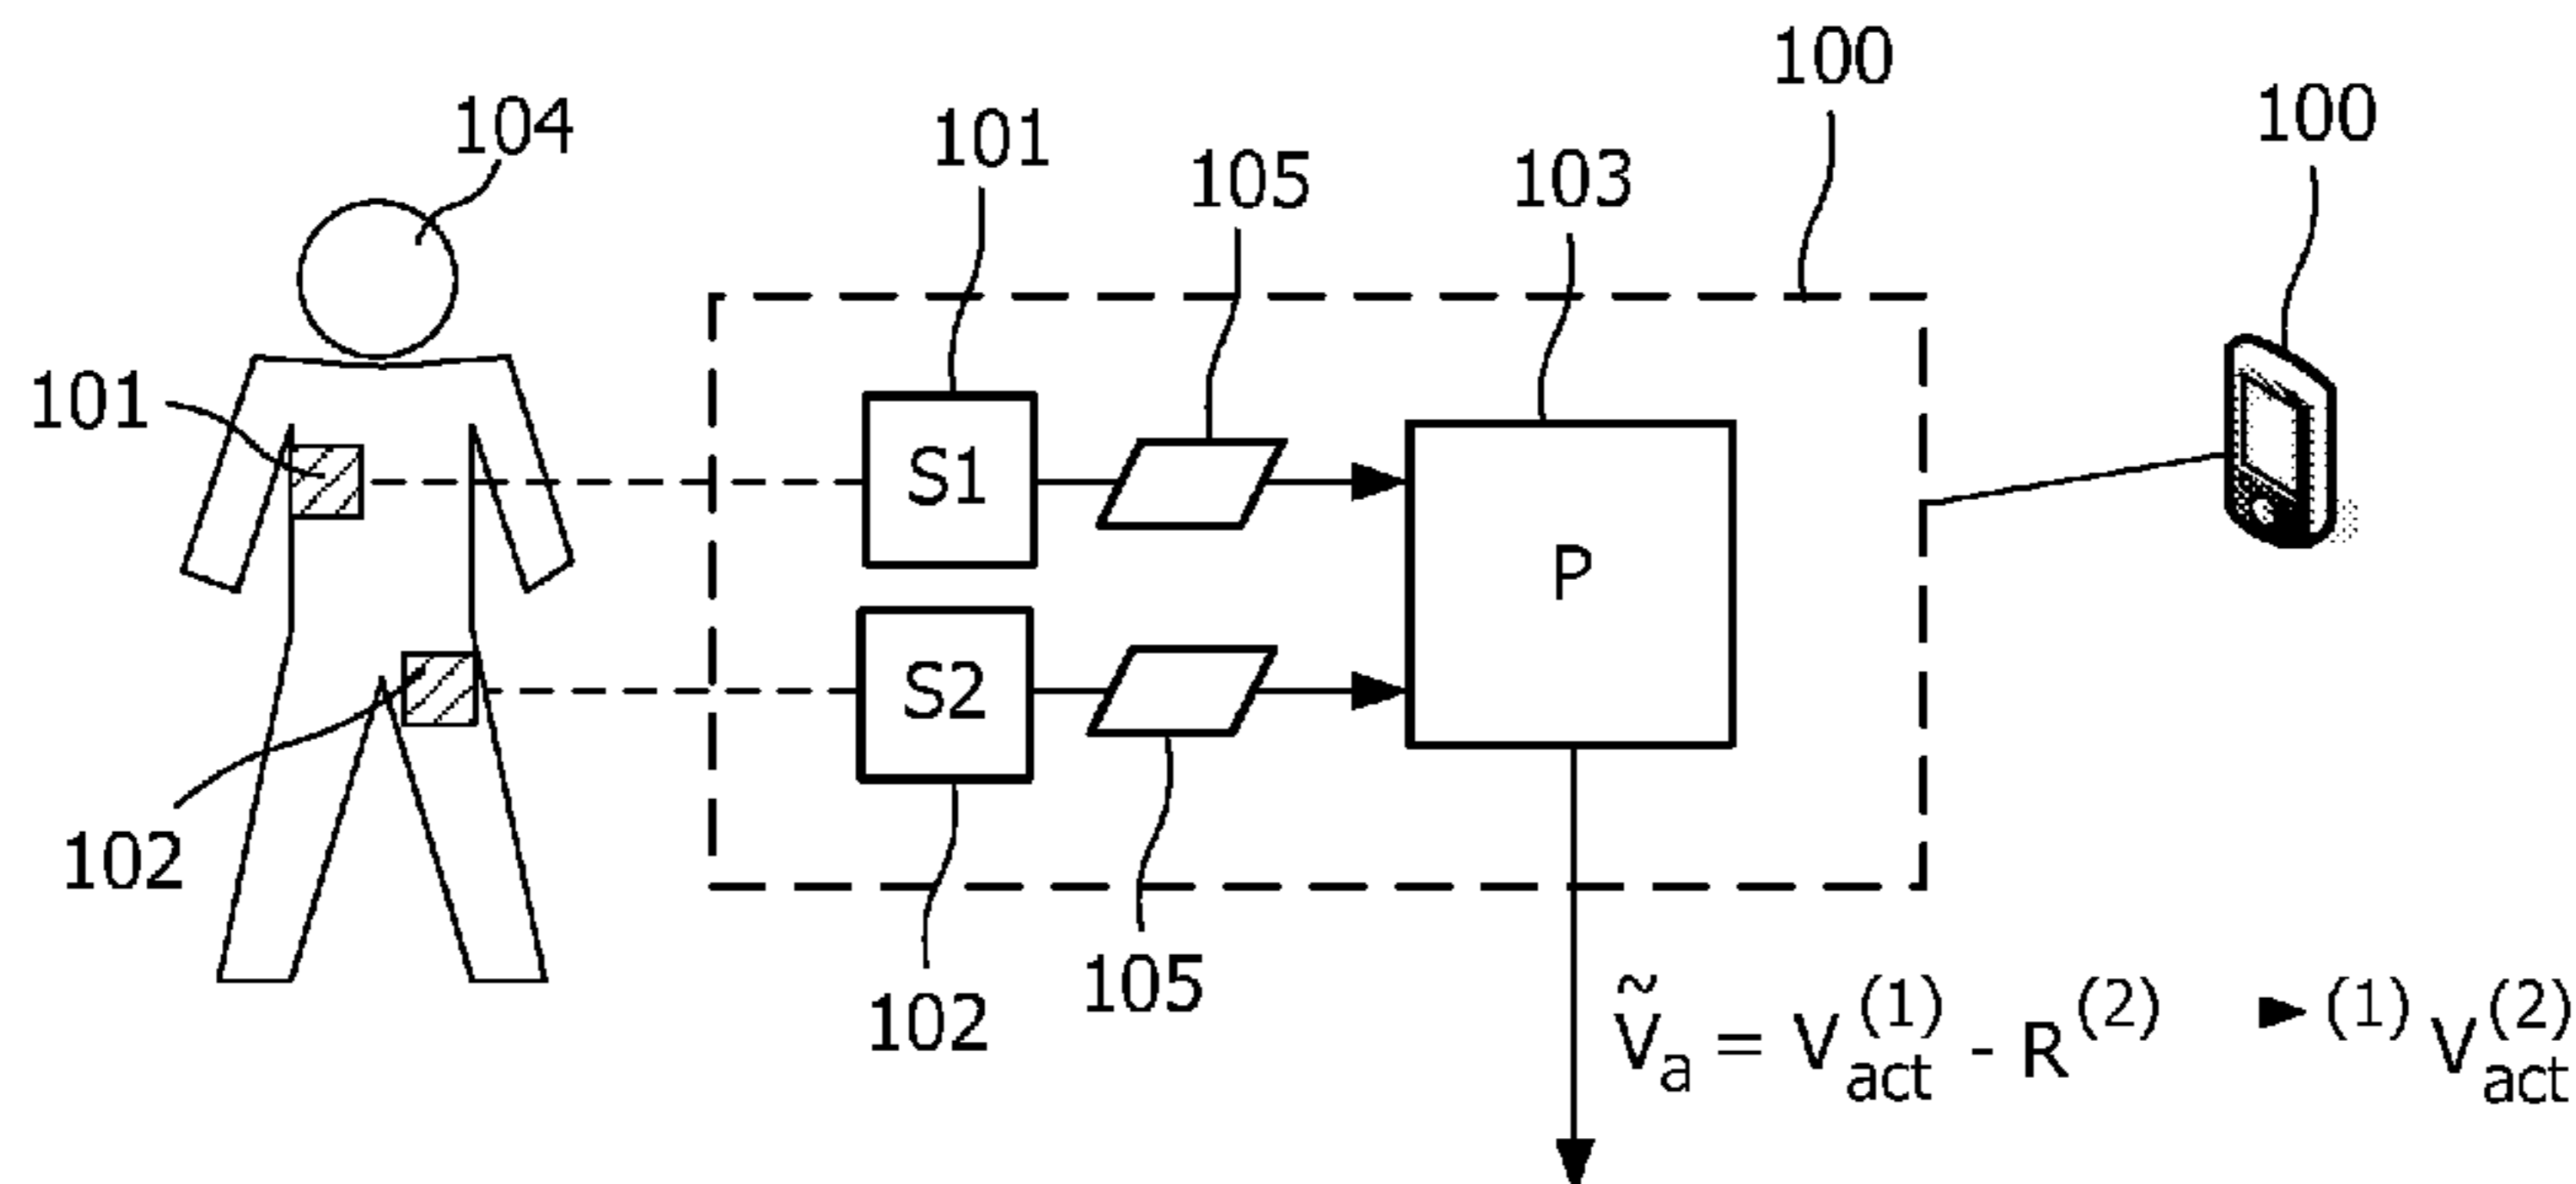 100
100
104
101
105
103
101
S1
P
S2
102
105
102
Ṽa = V(1)act - R(2) ► (1) V(2)act